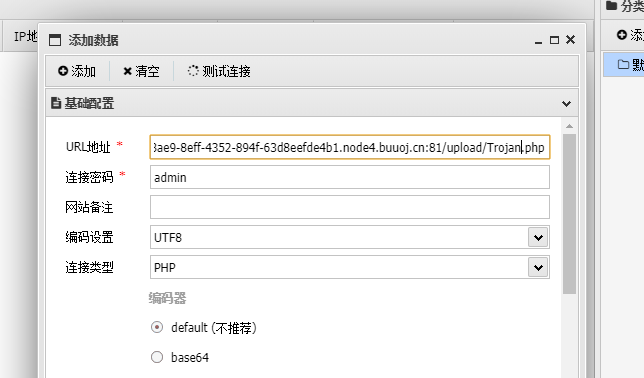 分类
IP地
添加数据
添加
清空
测试连接
添
默
基础配置
URL地址 * 3ae9-8eff-4352-894f-63d8eefde4b1.node4.buuoj.cn:81/upload/Trojan.php
连接密码 * admin
网站备注
编码设置 UTF8
连接类型 PHP
编码器
default (不推荐)
base64